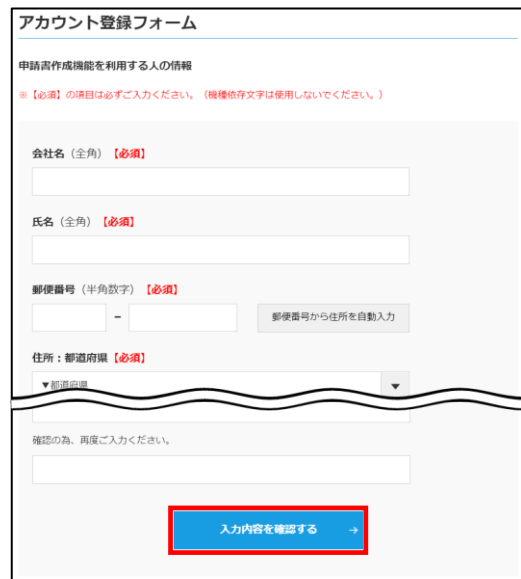 アカウント登録フォーム
申請書作成機能を利用する人の情報
※【必須】の項目は必ずご入力ください。(機種依存文字は使用しないでください。)
会社名(全角)【必須】
氏名(全角)【必須】
郵便番号(半角数字)【必須】
－ 郵便番号から住所を自動入力
住所：都道府県【必須】
▼都道府県 ▼
確認の為、再度ご入力ください。
入力内容を確認する →